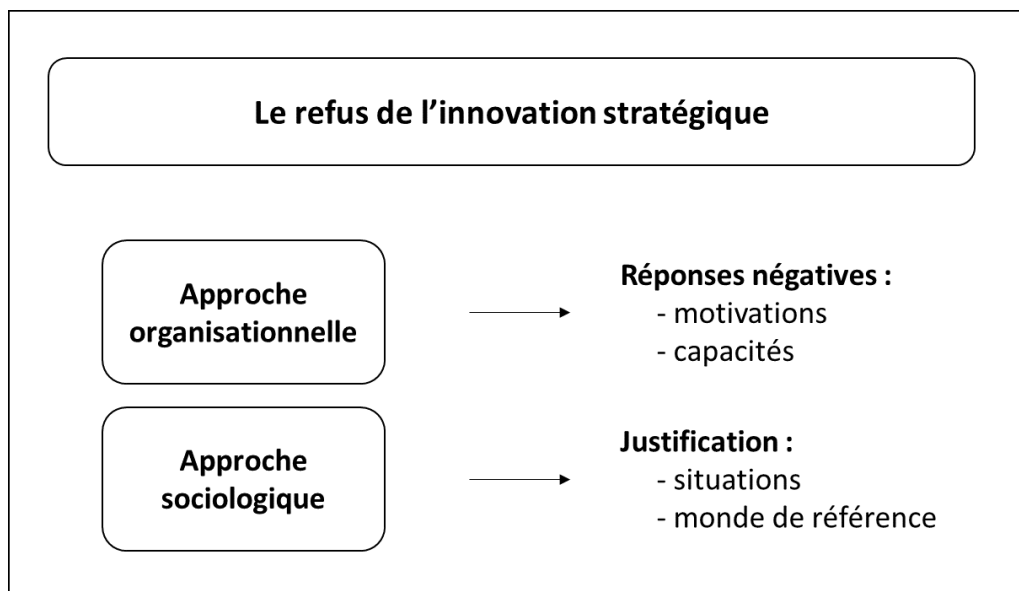 Le refus de l’innovation stratégique
Approche
organisationnelle
Réponses négatives :
- motivations
- capacités
Approche
sociologique
Justification :
- situations
- monde de référence